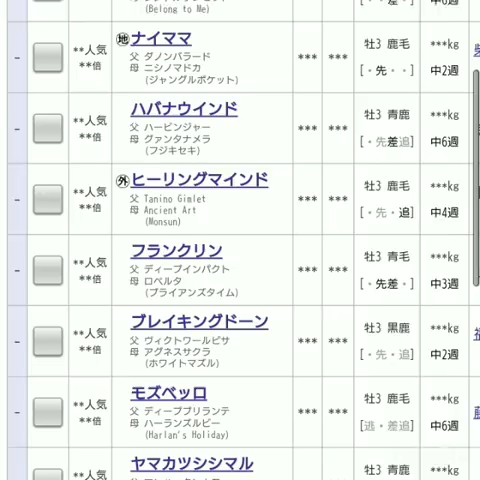 (Belong to Me)
中6週
−
**人気
**倍
地
ナイママ
父 ダノンバラード
母 ニシノマドカ
(ジャングルポケット)
*** ***
牡3 鹿毛
[・先・・]
***kg
中2週
−
**人気
**倍
ハバナウインド
父 ハービンジャー
母 グァンタナメラ
(フジキセキ)
*** ***
牡3 青鹿
[・先差追]
***kg
中6週
−
**人気
**倍
外
ヒーリングマインド
父 Tanino Gimlet
母 Ancient Art
(Monsun)
*** ***
牡3 鹿毛
[・先・追]
***kg
中4週
−
**人気
**倍
フランクリン
父 ディープインパクト
母 ロベルタ
(ブライアンズタイム)
*** ***
牡3 青毛
[・先差・]
***kg
中3週
−
**人気
**倍
ブレイキングドーン
父 ヴィクトワールピサ
母 アグネスサクラ
(ホワイトマズル)
*** ***
牡3 黒鹿
[・先・追]
***kg
中2週
−
**人気
**倍
モズベッロ
父 ディープブリランテ
母 ハーランズルビー
(Harlan's Holiday)
*** ***
牡3 鹿毛
[逃・差追]
***kg
中6週
**人気
ヤマカツシシマル
牡3 青鹿
***kg